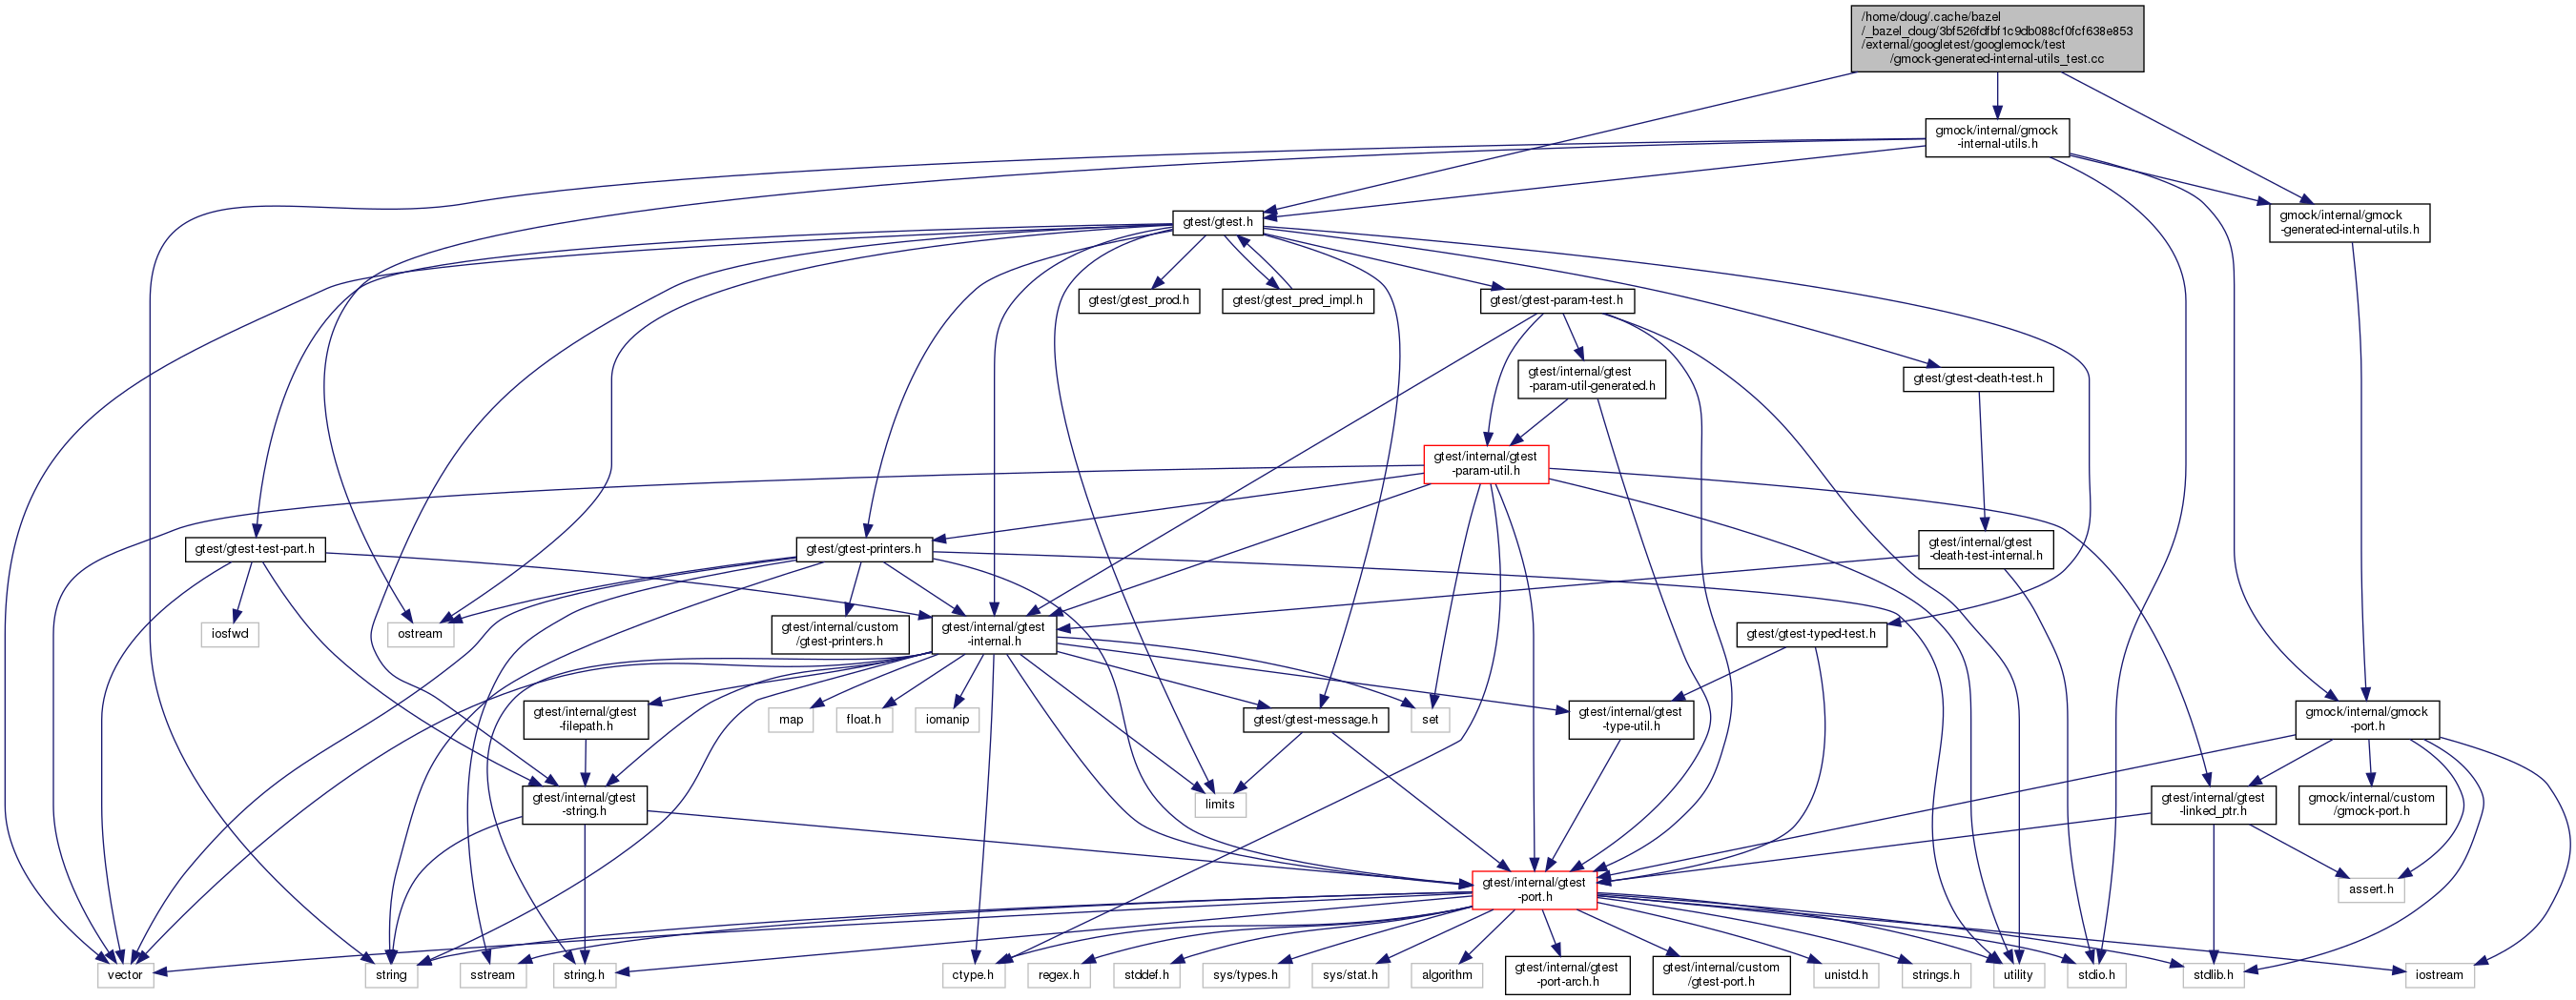 /home/doug/.cache/bazel
/_bazel_doug/3bf526fdfbf1c9db088cf0fcf638e853
/external/googletest/googlemock/test
/gmock-generated-internal-utils_test.cc
gmock/internal/gmock
-internal-utils.h
gtest/gtest.h
gmock/internal/gmock
-generated-internal-utils.h
gtest/gtest_prod.h
gtest/gtest_pred_impl.h
gtest/gtest-param-test.h
gtest/internal/gtest
-param-util-generated.h
gtest/gtest-death-test.h
gtest/internal/gtest
-param-util.h
gtest/gtest-test-part.h
gtest/gtest-printers.h
gtest/internal/gtest
-death-test-internal.h
iosfwd
ostream
gtest/internal/custom
/gtest-printers.h
gtest/internal/gtest
-internal.h
gtest/gtest-typed-test.h
gtest/internal/gtest
-filepath.h
map
float.h
iomanip
gtest/gtest-message.h
set
gtest/internal/gtest
-type-util.h
gmock/internal/gmock
-port.h
gtest/internal/gtest
-string.h
limits
gtest/internal/gtest
-linked_ptr.h
gmock/internal/custom
/gmock-port.h
gtest/internal/gtest
-port.h
assert.h
vector
string
sstream
string.h
ctype.h
regex.h
stddef.h
sys/types.h
sys/stat.h
algorithm
gtest/internal/gtest
-port-arch.h
gtest/internal/custom
/gtest-port.h
unistd.h
strings.h
utility
stdio.h
stdlib.h
iostream